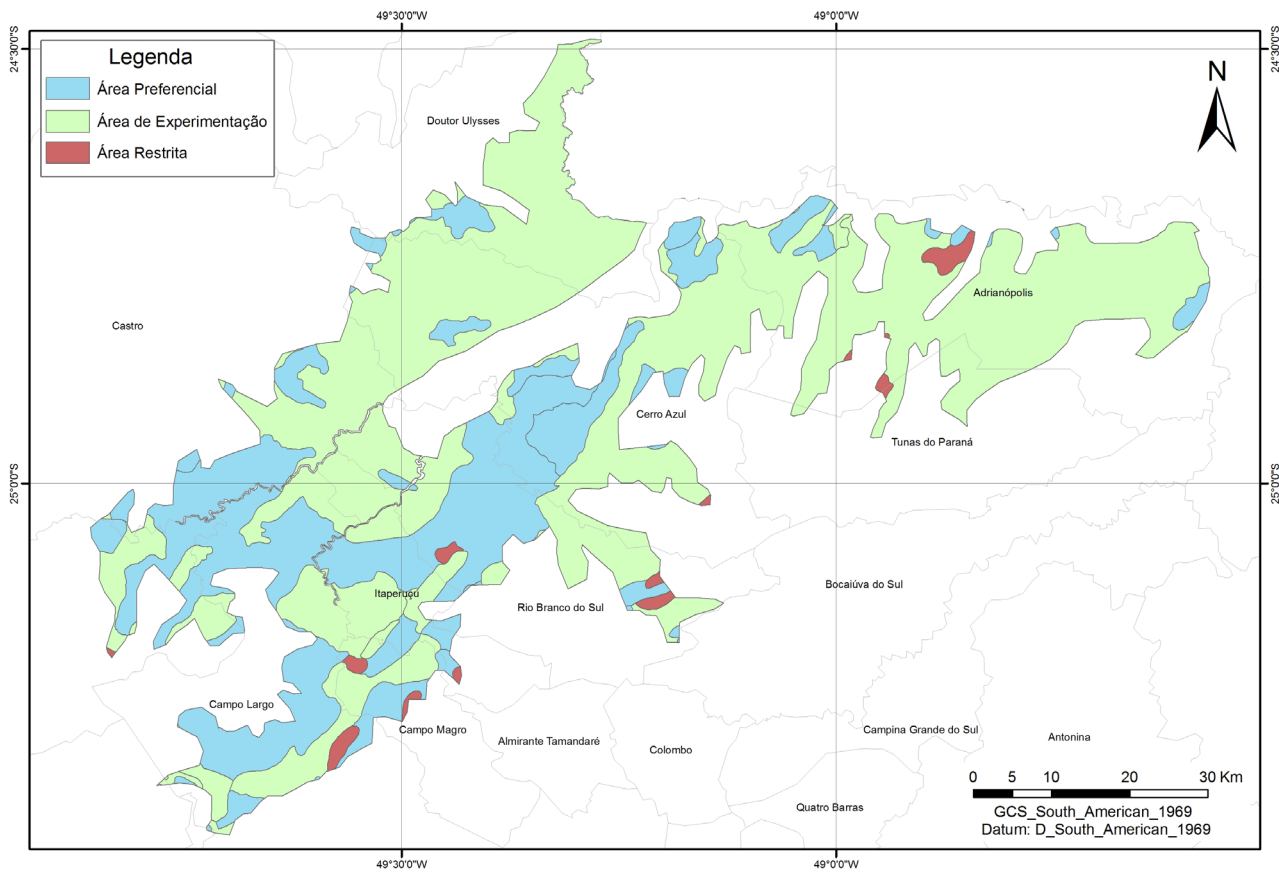 49°30'0"W
49°0'0"W
24°30'0"S
24°30'0"S
Legenda
Área Preferencial
Área de Experimentação
Área Restrita
N
Doutor Ulysses
Adrianópolis
Castro
Cerro Azul
Tunas do Paraná
25°0'0"S
25°0'0"S
Bocaiúva do Sul
Itaperuçu
Rio Branco do Sul
Campo Largo
Campo Magro
Almirante Tamandaré
Colombo
Campina Grande do Sul
Antonina
Quatro Barras
0 5 10 20 30 Km
GCS_South_American_1969
Datum: D_South_American_1969
49°30'0"W
49°0'0"W